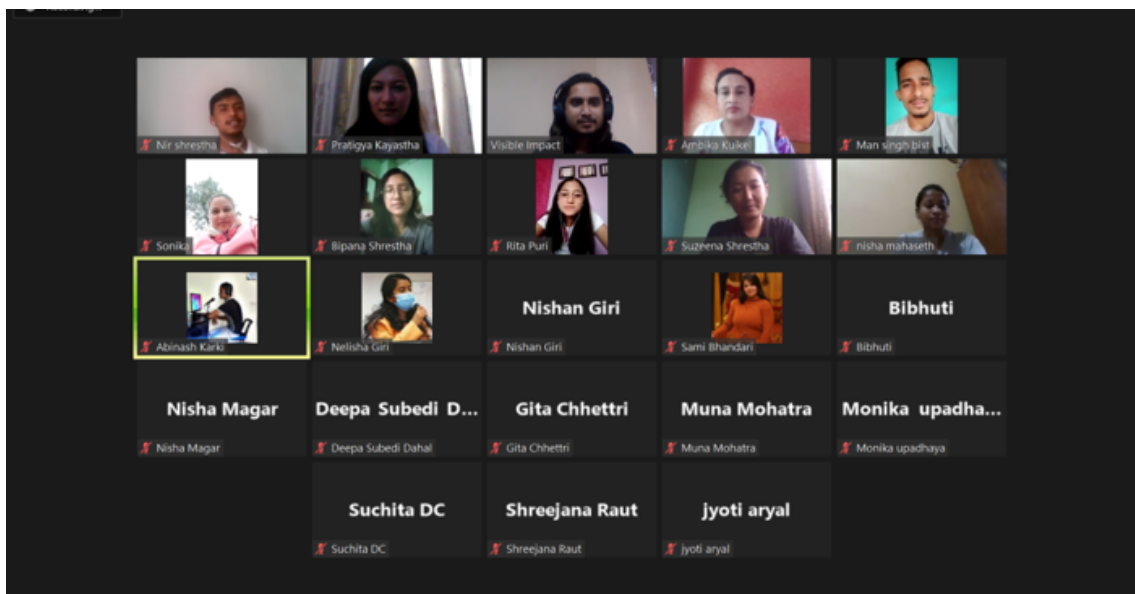 Recording...
Nir shrestha
Pratigya Kayastha
Visible Impact
Ambika Kuikel
Man singh bist
Sonika
Bipana Shrestha
Rita Puri
Suzeena Shrestha
nisha mahaseth
Abinash Karki
Nelisha Giri
Nishan Giri
Nishan Giri
Sami Bhandari
Bibhuti
Bibhuti
Nisha Magar
Nisha Magar
Deepa Subedi D...
Deepa Subedi Dahal
Gita Chhettri
Gita Chhettri
Muna Mohatra
Muna Mohatra
Monika upadha...
Monika upadhaya
Suchita DC
Suchita DC
Shreejana Raut
Shreejana Raut
jyoti aryal
jyoti aryal